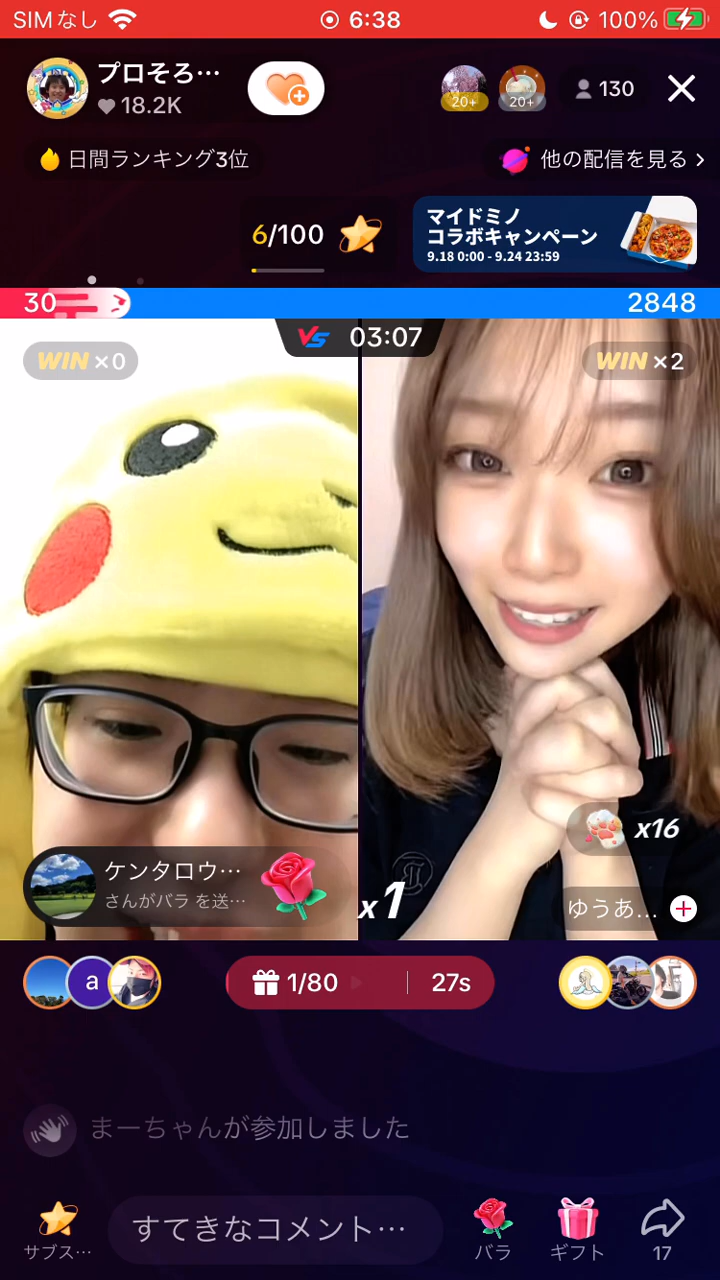 SIMなし 6:38 100%
プロそろ…
18.2K
20+ 20+ 130
日間ランキング3位
他の配信を見る
6/100
マイドミノ
コラボキャンペーン
9.18 0:00 - 9.24 23:59
30 2848
VS 03:07
WIN ×0
WIN ×2
ケンタロウ…
さんがバラ を送…
x1
x16
ゆうあ…
a
1/80 27s
まーちゃんが参加しました
サブス…
すてきなコメント…
バラ
ギフト
17